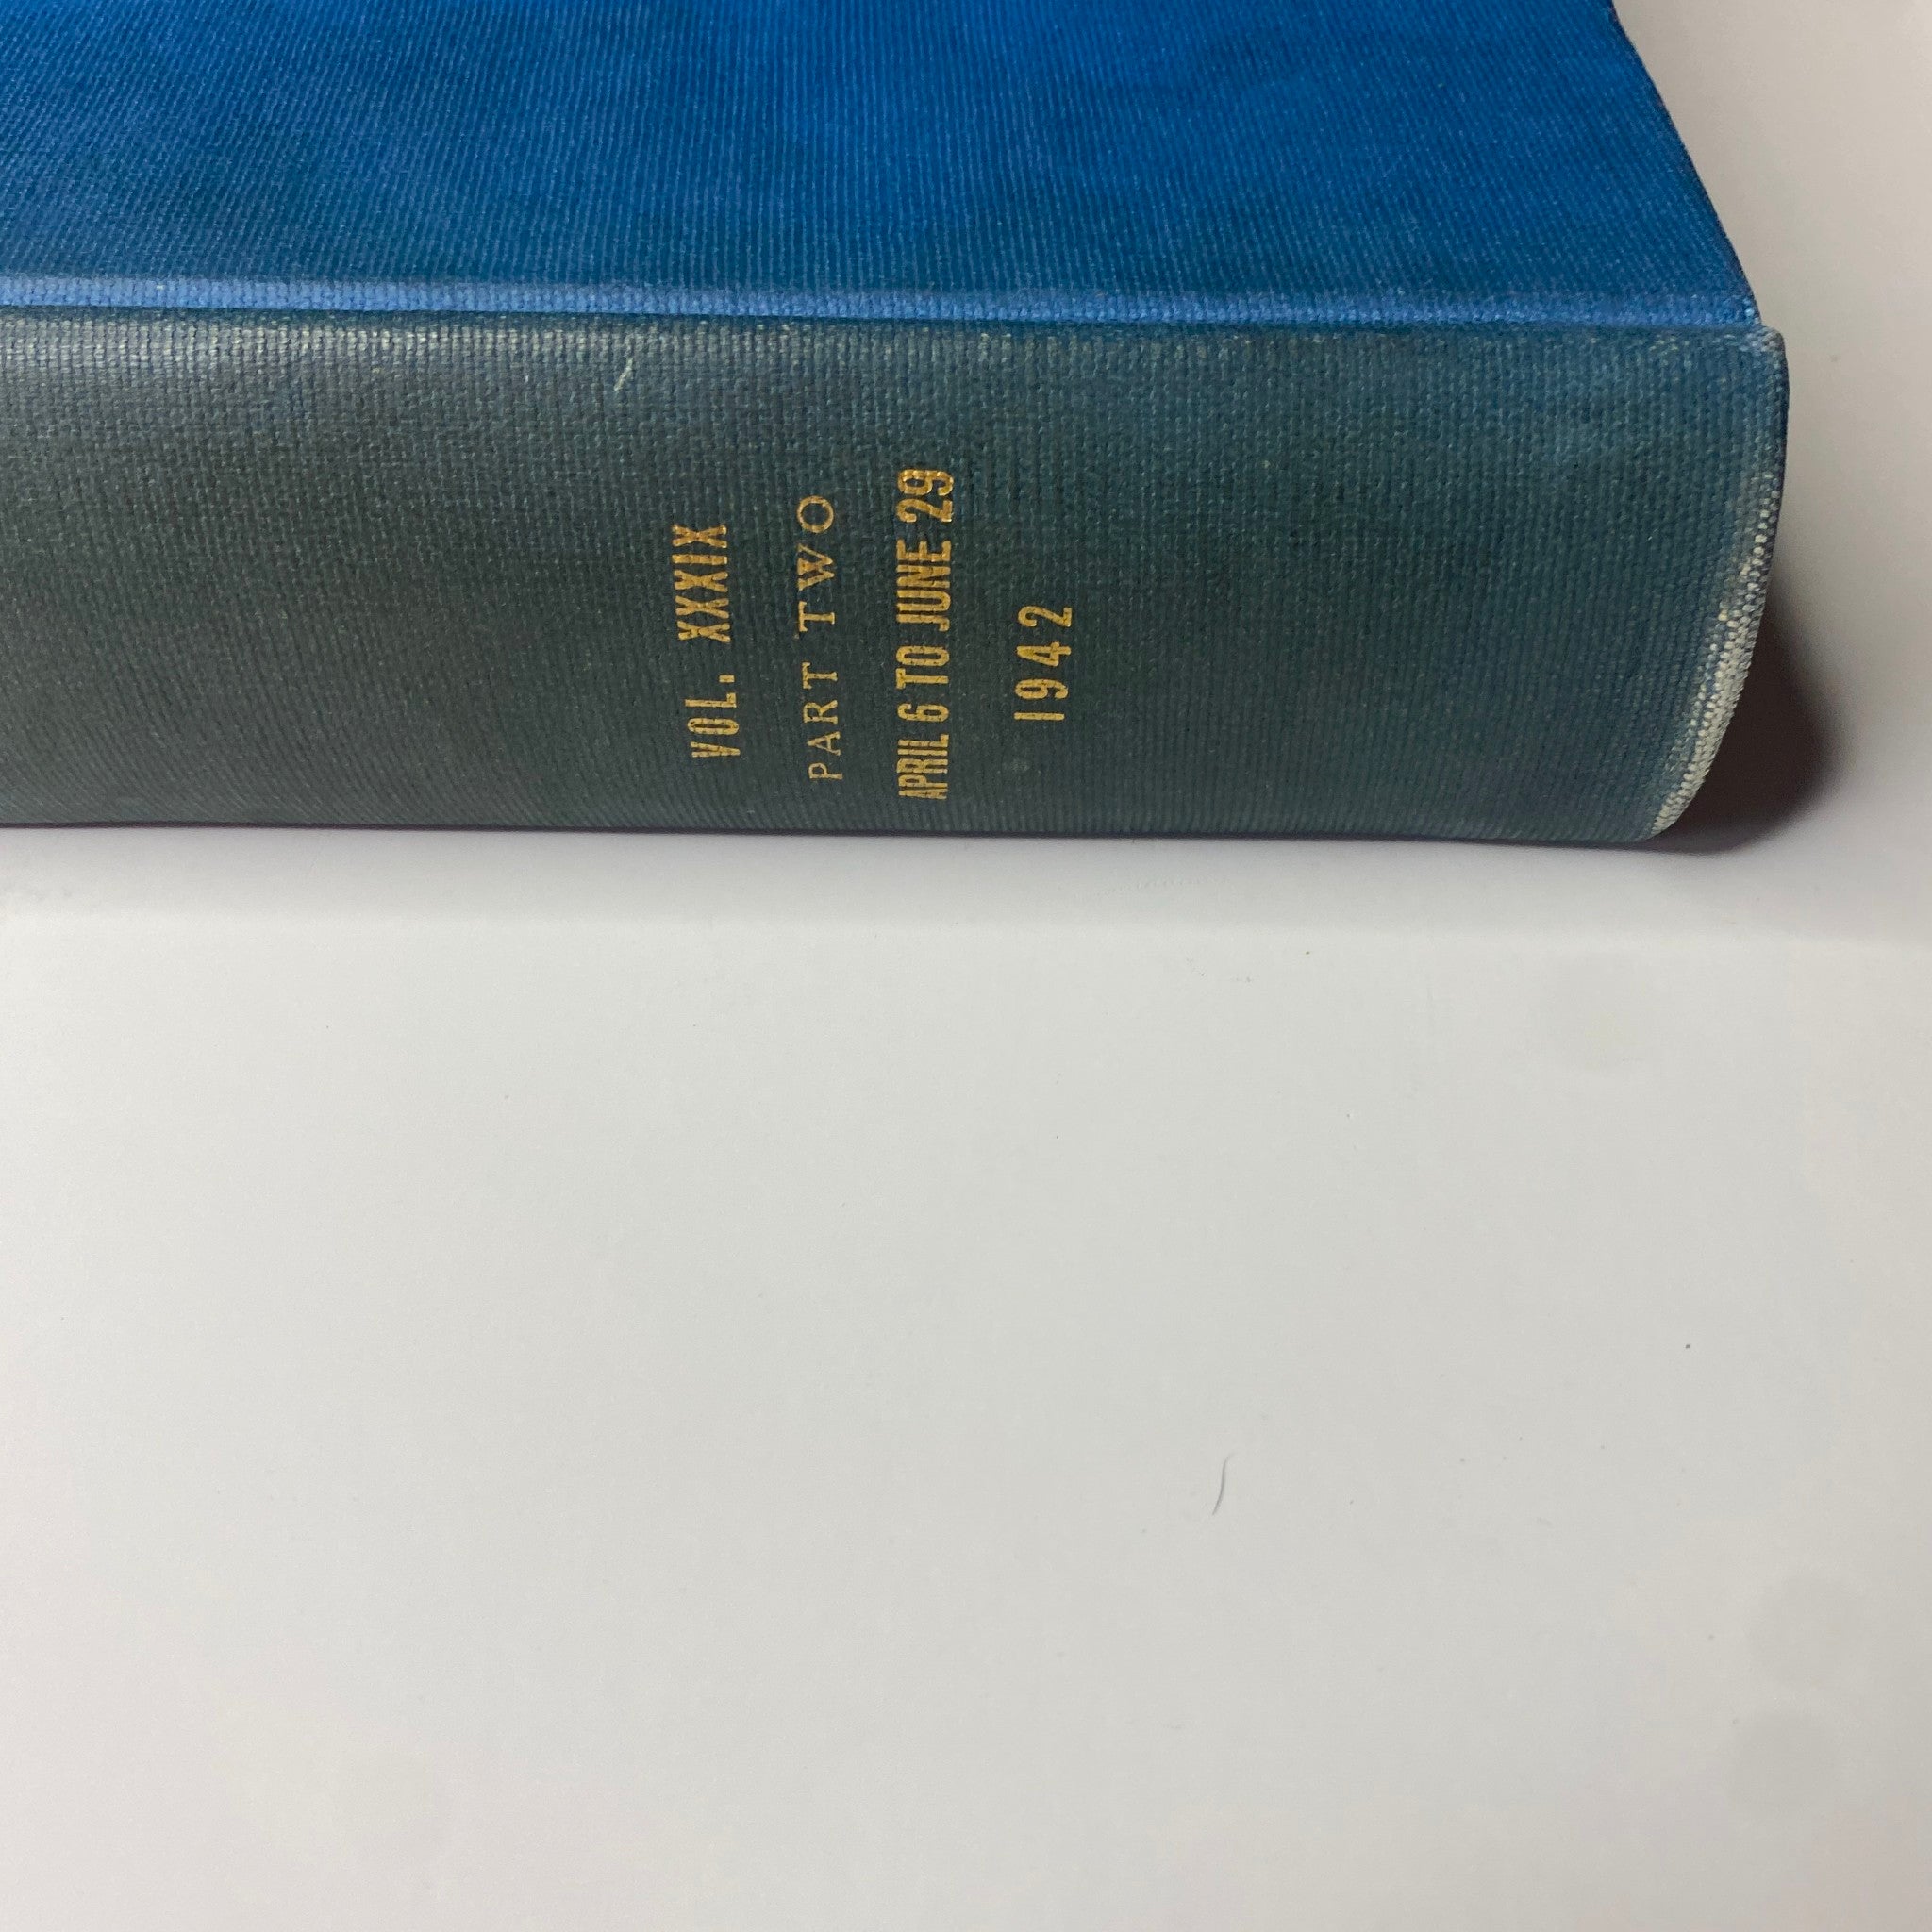 VOL. XXXIX
PART TWO
APRIL 6 TO JUNE 29
1942